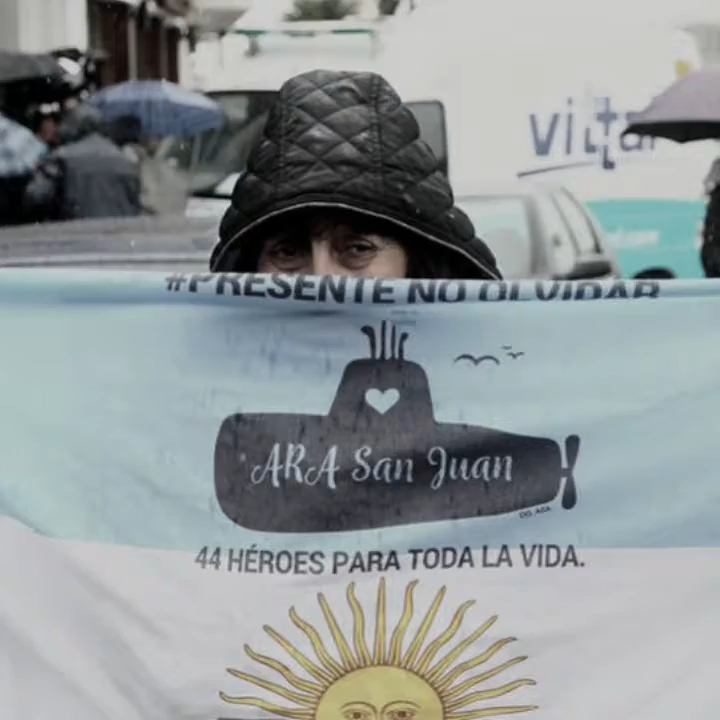 #PRESENTE NO OLVIDAR
ARA San Juan
44 HÉROES PARA TODA LA VIDA.